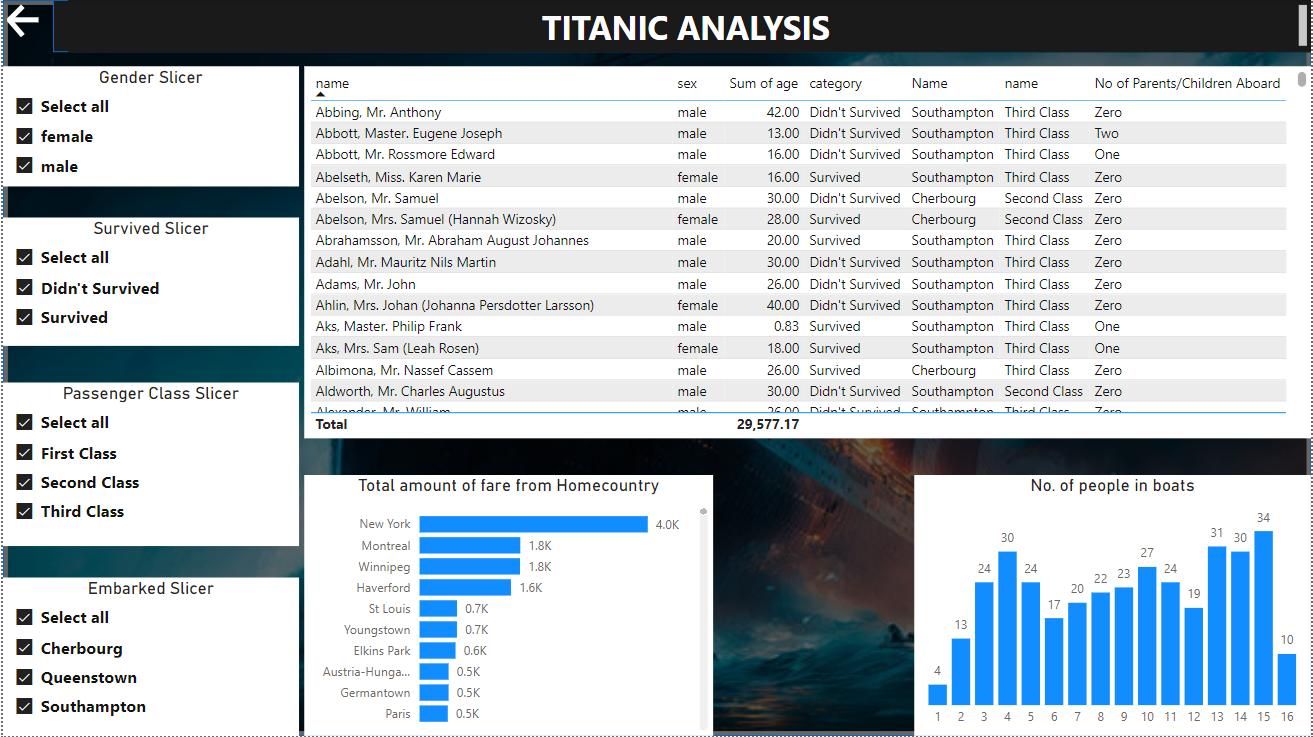 TITANIC ANALYSIS
Gender Slicer
Select all
female
male
Survived Slicer
Select all
Didn't Survived
Survived
Passenger Class Slicer
Select all
First Class
Second Class
Third Class
Embarked Slicer
Select all
Cherbourg
Queenstown
Southampton
name sex Sum of age category Name name No of Parents/Children Aboard
Abbing, Mr. Anthony male 42.00 Didn't Survived Southampton Third Class Zero
Abbott, Master. Eugene Joseph male 13.00 Didn't Survived Southampton Third Class Two
Abbott, Mr. Rossmore Edward male 16.00 Didn't Survived Southampton Third Class One
Abelseth, Miss. Karen Marie female 16.00 Survived Southampton Third Class Zero
Abelson, Mr. Samuel male 30.00 Didn't Survived Cherbourg Second Class Zero
Abelson, Mrs. Samuel (Hannah Wizosky) female 28.00 Survived Cherbourg Second Class Zero
Abrahamsson, Mr. Abraham August Johannes male 20.00 Survived Southampton Third Class Zero
Adahl, Mr. Mauritz Nils Martin male 30.00 Didn't Survived Southampton Third Class Zero
Adams, Mr. John male 26.00 Didn't Survived Southampton Third Class Zero
Ahlin, Mrs. Johan (Johanna Persdotter Larsson) female 40.00 Didn't Survived Southampton Third Class Zero
Aks, Master. Philip Frank male 0.83 Survived Southampton Third Class One
Aks, Mrs. Sam (Leah Rosen) female 18.00 Survived Southampton Third Class One
Albimona, Mr. Nassef Cassem male 26.00 Survived Cherbourg Third Class Zero
Aldworth, Mr. Charles Augustus male 30.00 Didn't Survived Southampton Second Class Zero
Alexander, Mr. William male 26.00 Didn't Survived Southampton Third Class Zero
Total 29,577.17
Total amount of fare from Homecountry
New York 4.0K
Montreal 1.8K
Winnipeg 1.8K
Haverford 1.6K
St Louis 0.7K
Youngstown 0.7K
Elkins Park 0.6K
Austria-Hunga... 0.5K
Germantown 0.5K
Paris 0.5K
No. of people in boats
4 13 24 30 24 17 20 22 23 27 24 19 31 30 34 10
1 2 3 4 5 6 7 8 9 10 11 12 13 14 15 16